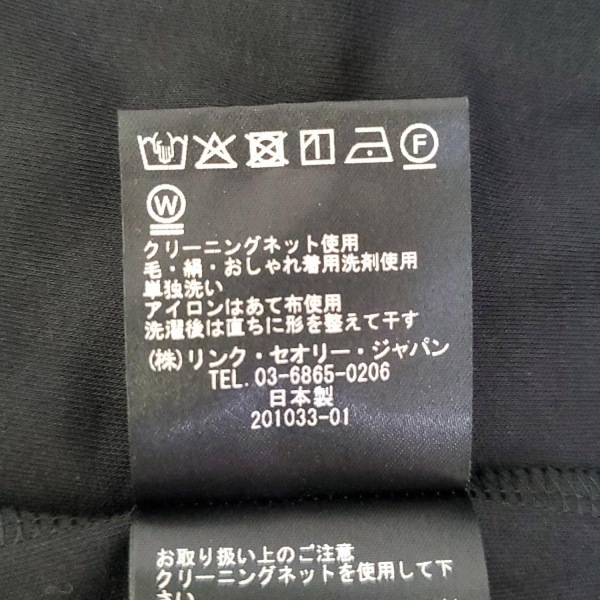 F
W
クリーニングネット使用
毛・絹・おしゃれ着用洗剤使用
単独洗い
アイロンはあて布使用
洗濯後は直ちに形を整えて干す
(株)リンク・セオリー・ジャパン
TEL. 03-6865-0206
日本製
201033-01
お取り扱い上のご注意
クリーニングネットを使用して下
さい